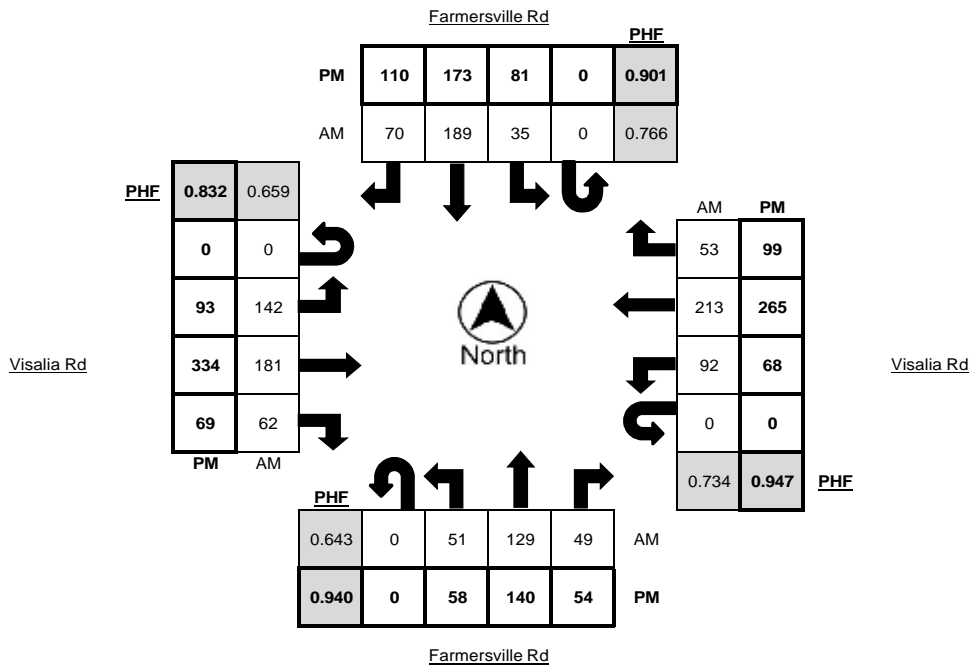 Farmersville Rd
PHF
PM 110 173 81 0 0.901
AM 70 189 35 0 0.766
PHF 0.832 0.659
AM PM
0 0
53 99
93 142
213 265
North
Visalia Rd 334 181
92 68 Visalia Rd
69 62
0 0
PM AM
0.734 0.947 PHF
PHF
0.643 0 51 129 49 AM
0.940 0 58 140 54 PM
Farmersville Rd